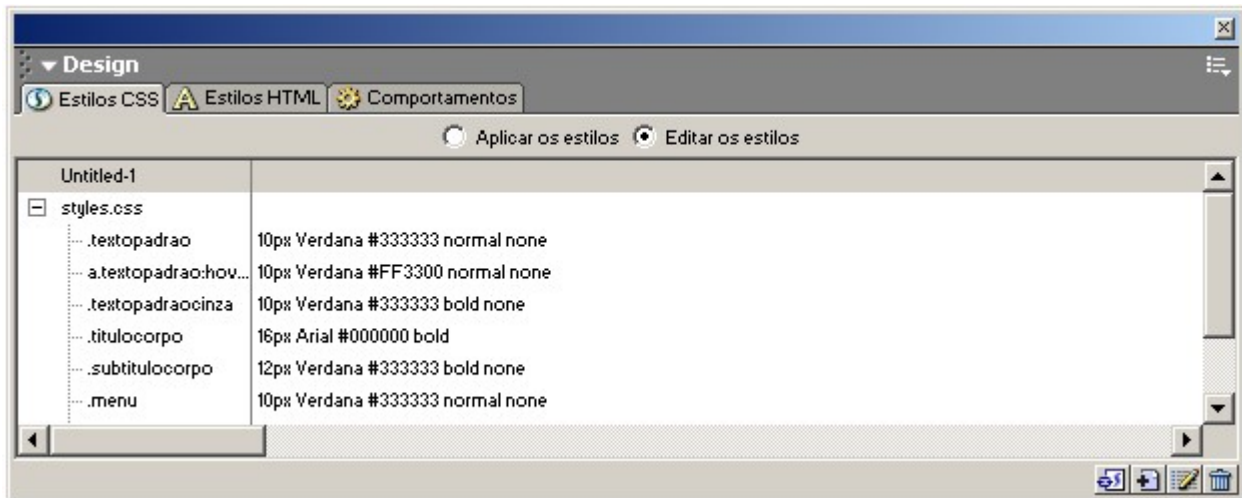 Design
Estilos CSS Estilos HTML Comportamentos
Aplicar os estilos Editar os estilos
Untitled-1
styles.css
.textopadrao 10px Verdana #333333 normal none
a.textopadrao:hov... 10px Verdana #FF3300 normal none
.textopadraocinza 10px Verdana #333333 bold none
.titulocorpo 16px Arial #000000 bold
.subtitulocorpo 12px Verdana #333333 bold none
.menu 10px Verdana #333333 normal none